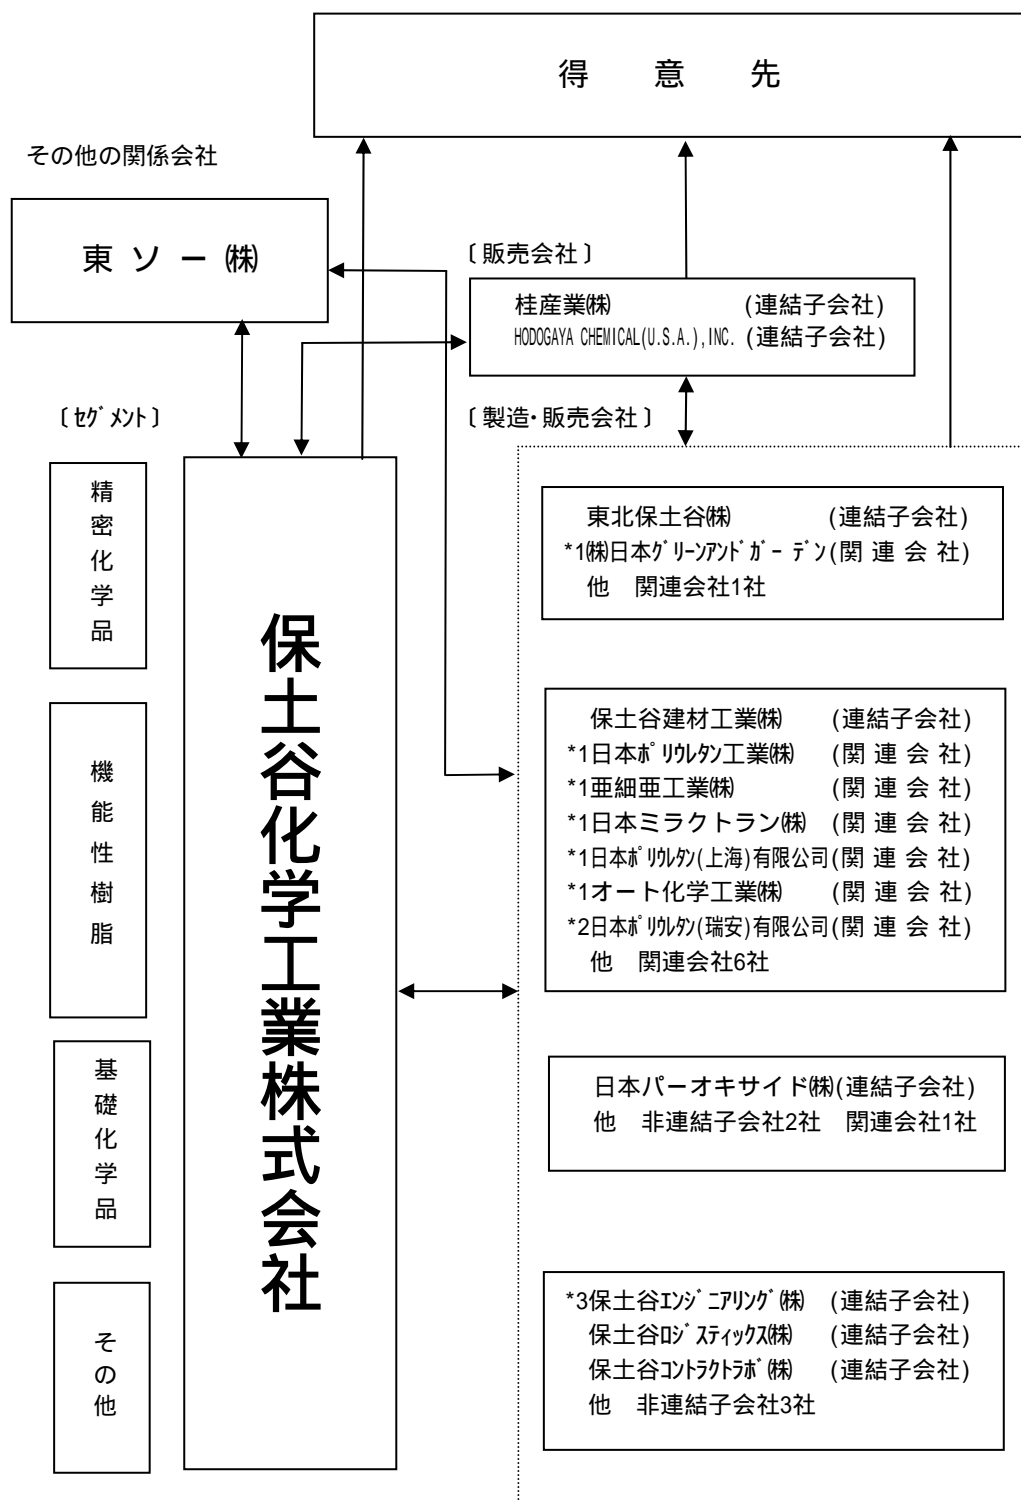 得 意 先
その他の関係会社
東 ソ ー ㈱
〔販売会社〕
桂産業㈱ (連結子会社)
HODOGAYA CHEMICAL(U.S.A.),INC. (連結子会社)
〔ｾｸﾞﾒﾝﾄ〕
〔製造・販売会社〕
精密化学品
機能性樹脂
基礎化学品
その他
保土谷化学工業株式会社
東北保土谷㈱ (連結子会社)
*1㈱日本ｸﾞﾘｰﾝｱﾝﾄﾞｶﾞｰﾃﾞﾝ(関 連 会 社)
他 関連会社1社
保土谷建材工業㈱ (連結子会社)
*1日本ﾎﾟﾘｳﾚﾀﾝ工業㈱ (関 連 会 社)
*1亜細亜工業㈱ (関 連 会 社)
*1日本ミラクトラン㈱ (関 連 会 社)
*1日本ﾎﾟﾘｳﾚﾀﾝ(上海)有限公司(関 連 会 社)
*1オート化学工業㈱ (関 連 会 社)
*2日本ﾎﾟﾘｳﾚﾀﾝ(瑞安)有限公司(関 連 会 社)
他 関連会社6社
日本パーオキサイド㈱(連結子会社)
他 非連結子会社2社 関連会社1社
*3保土谷ｴﾝｼﾞﾆｱﾘﾝｸﾞ㈱ (連結子会社)
保土谷ﾛｼﾞｽﾃｨｯｸｽ㈱ (連結子会社)
保土谷ｺﾝﾄﾗｸﾄﾗﾎﾞ㈱ (連結子会社)
他 非連結子会社3社